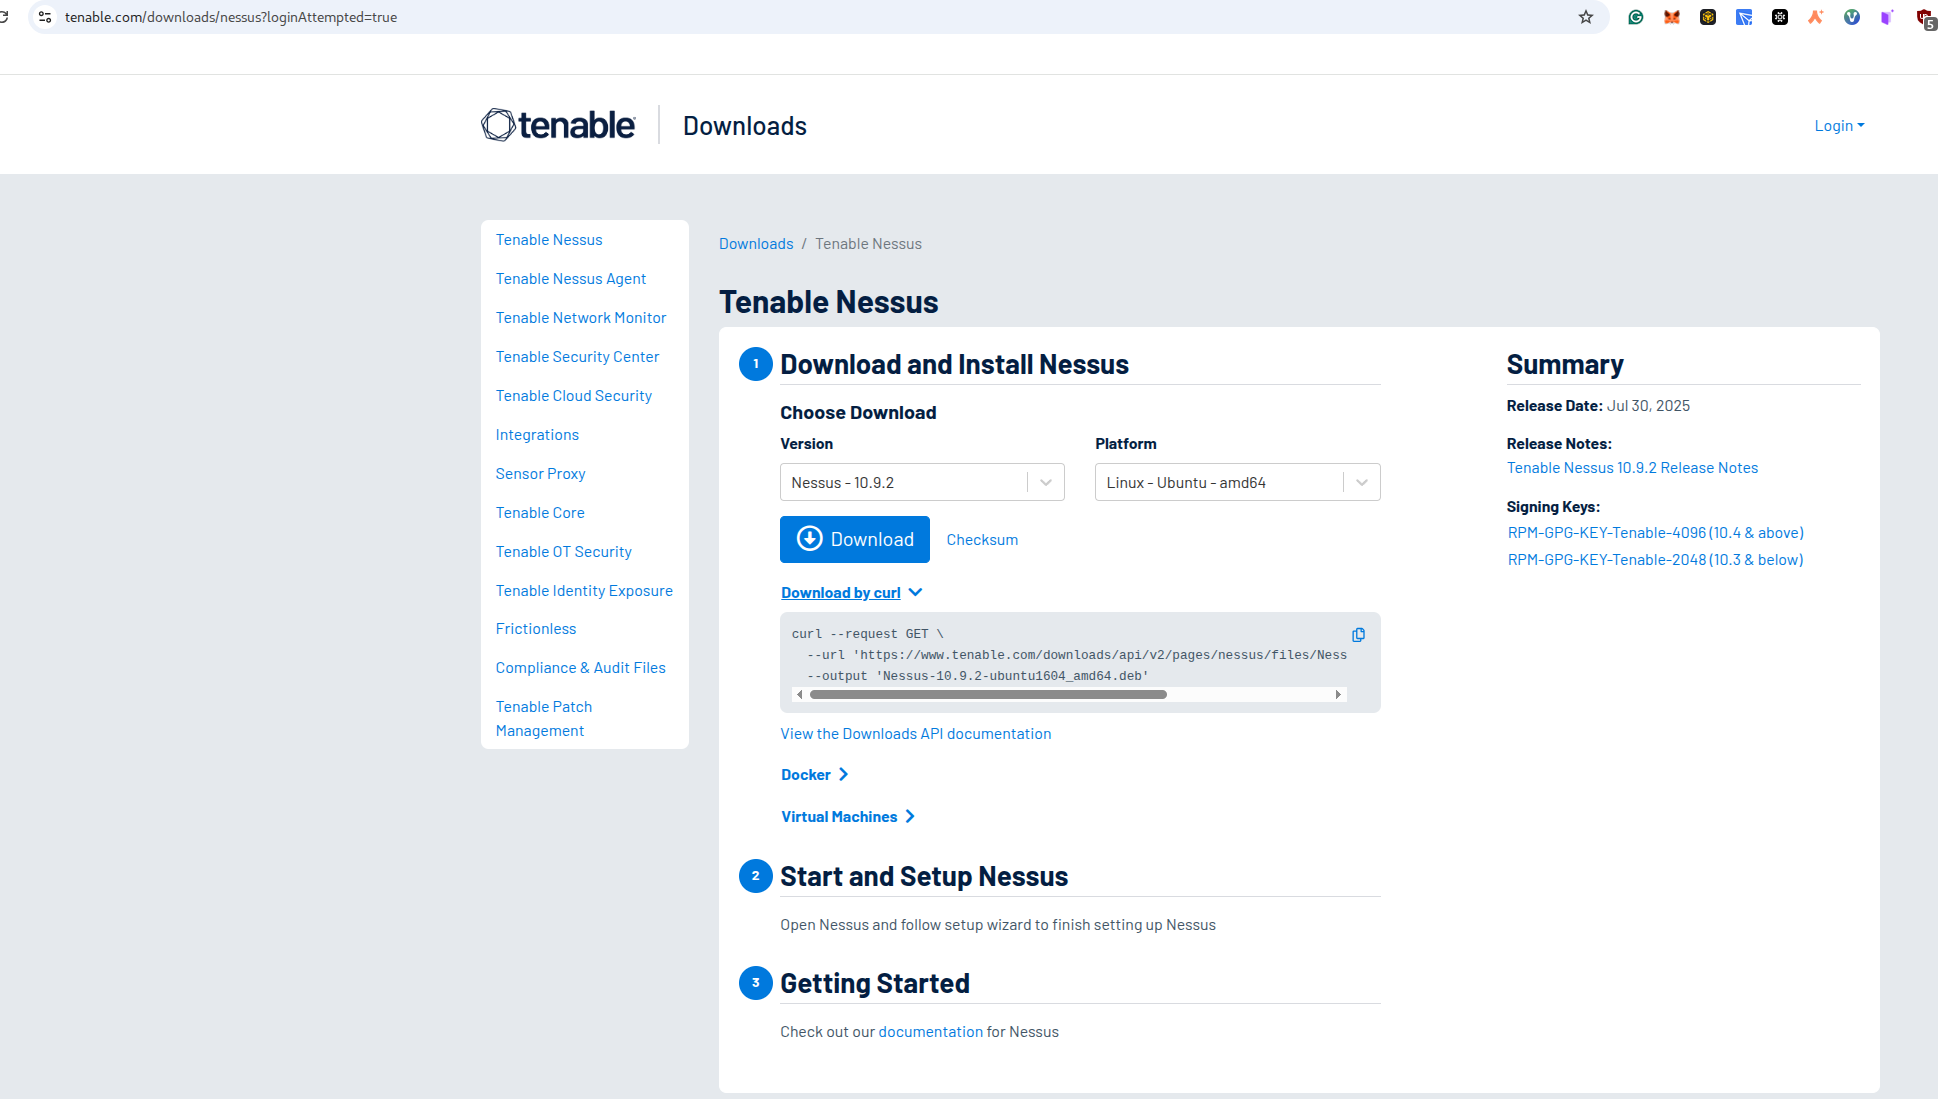 tenable.com/downloads/nessus?loginAttempted=true
5
tenable
Downloads
Login
Tenable Nessus
Tenable Nessus Agent
Tenable Network Monitor
Tenable Security Center
Tenable Cloud Security
Integrations
Sensor Proxy
Tenable Core
Tenable OT Security
Tenable Identity Exposure
Frictionless
Compliance & Audit Files
Tenable Patch
Management
Downloads / Tenable Nessus
Tenable Nessus
1 Download and Install Nessus
Choose Download
Version
Platform
Nessus - 10.9.2
Linux - Ubuntu - amd64
Download
Checksum
Download by curl
curl --request GET \
--url 'https://www.tenable.com/downloads/api/v2/pages/nessus/files/Ness
--output 'Nessus-10.9.2-ubuntu1604_amd64.deb'
View the Downloads API documentation
Docker
Virtual Machines
2 Start and Setup Nessus
Open Nessus and follow setup wizard to finish setting up Nessus
3 Getting Started
Check out our documentation for Nessus
Summary
Release Date: Jul 30, 2025
Release Notes:
Tenable Nessus 10.9.2 Release Notes
Signing Keys:
RPM-GPG-KEY-Tenable-4096 (10.4 & above)
RPM-GPG-KEY-Tenable-2048 (10.3 & below)